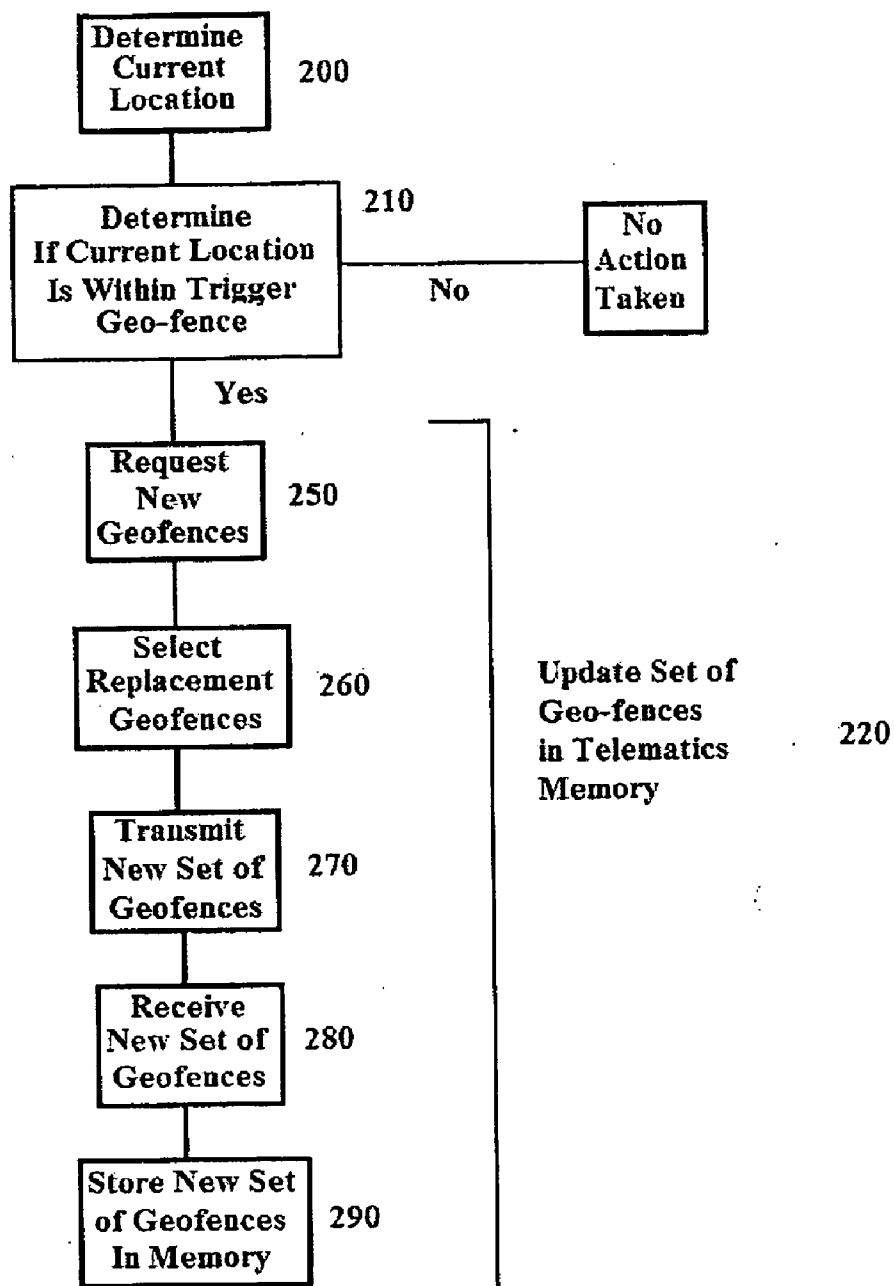 Determine
Current
Location
200
Determine
If Current Location
Is Within Trigger
Geo-fence
210
No
No
Action
Taken
Yes
Request
New
Geofences
250
Select
Replacement
Geofences
260
Update Set of
Geo-fences
in Telematics
Memory
220
Transmit
New Set of
Geofences
270
Receive
New Set of
Geofences
280
Store New Set
of Geofences
In Memory
290